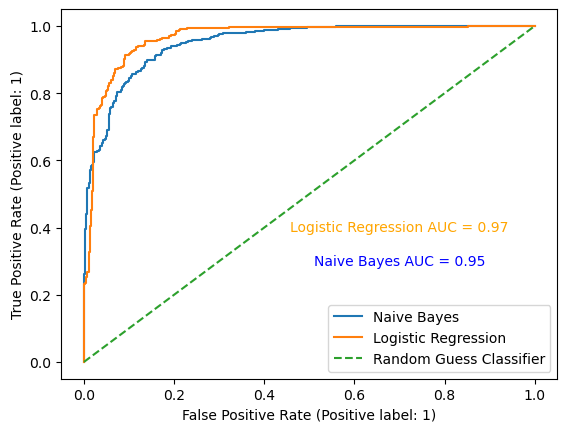 1.0
0.8
0.6
0.4
0.2
0.0
True Positive Rate (Positive label: 1)
Logistic Regression AUC = 0.97
Naive Bayes AUC = 0.95
Naive Bayes
Logistic Regression
Random Guess Classifier
0.0 0.2 0.4 0.6 0.8 1.0
False Positive Rate (Positive label: 1)